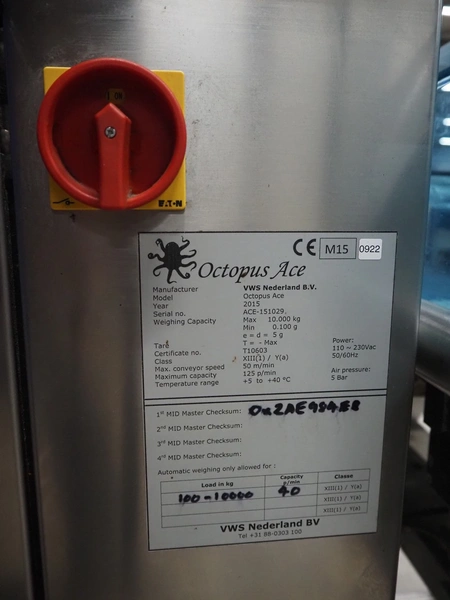 EATON
CE M15 0922
Octopus Ace
Manufacturer VWS Nederland B.V.
Model Octopus Ace
Year 2015
Serial no. ACE-151029.
Weighing Capacity Max 10.000 kg
Min 0.100 g
e = d = 5 g
Tare T = - Max Power:
Certificate no. T10603 110 ~ 230Vac
Class XIII(1) / Y(a) 50/60Hz
Max. conveyor speed 50 m/min
Maximum capacity 125 p/min Air pressure:
Temperature range +5 to +40 °C 5 Bar
1st MID Master Checksum:
2nd MID Master Checksum:
3rd MID Master Checksum:
4th MID Master Checksum:
Automatic weighing only allowed for :
Load in kg Capacity p/min Classe
100-10000 40 XIII(1) / Y(a)
XIII(1) / Y(a)
XIII(1) / Y(a)
VWS Nederland BV
Tel +31 88-0303 100